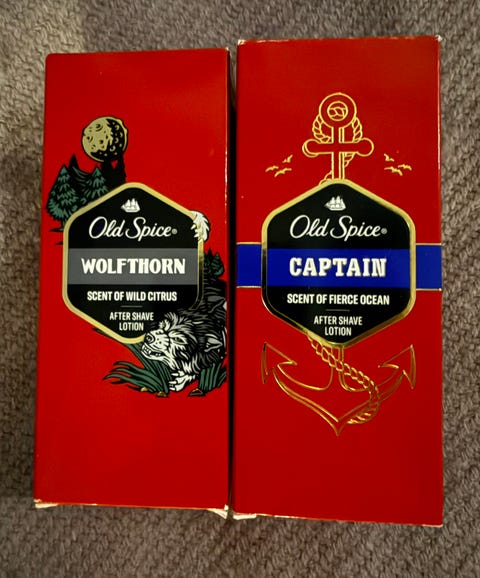 Old Spice®
WOLFTHORN
SCENT OF WILD CITRUS
AFTER SHAVE
LOTION
Old Spice®
CAPTAIN
SCENT OF FIERCE OCEAN
AFTER SHAVE
LOTION